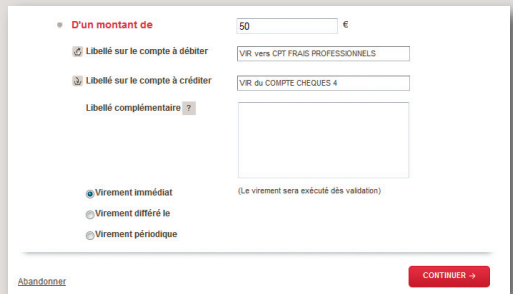 D'un montant de 50 €
Libellé sur le compte à débiter VIR vers CPT FRAIS PROFESSIONNELS
Libellé sur le compte à créditer VIR du COMPTE CHEQUES 4
Libellé complémentaire ?
Virement immédiat (Le virement sera exécuté dès validation)
Virement différé le
Virement périodique
Abandonner CONTINUER →